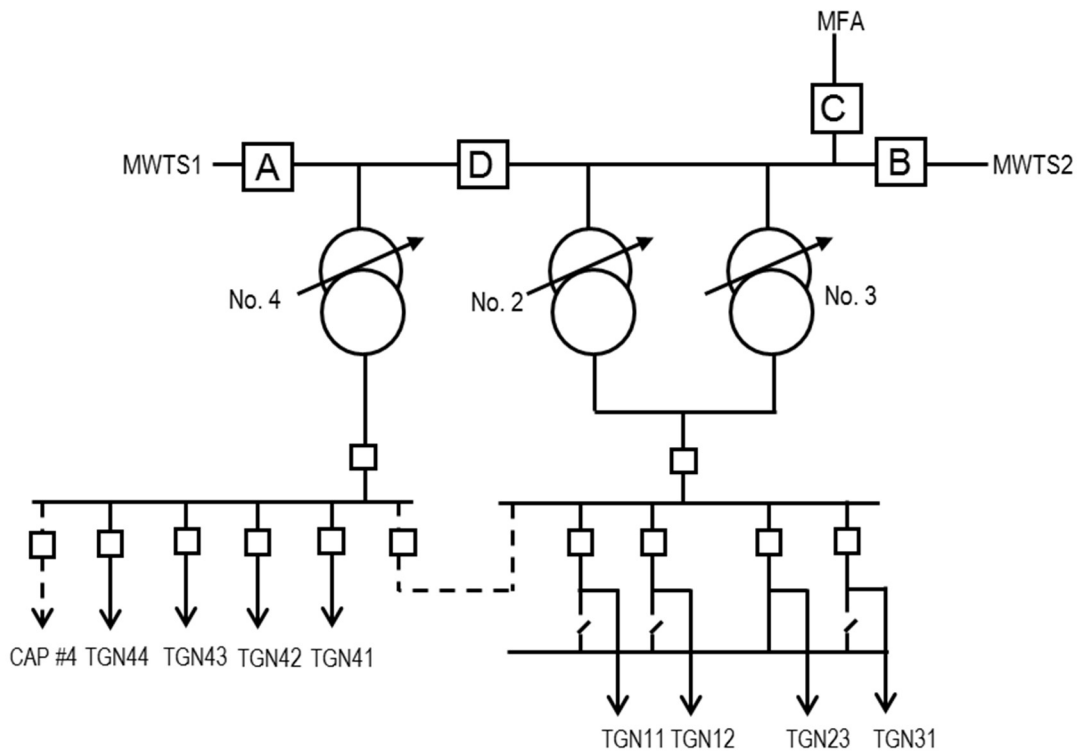 MFA
C
MWTS1 A D B MWTS2
No. 4 No. 2 No. 3
CAP #4 TGN44 TGN43 TGN42 TGN41
TGN11 TGN12 TGN23 TGN31